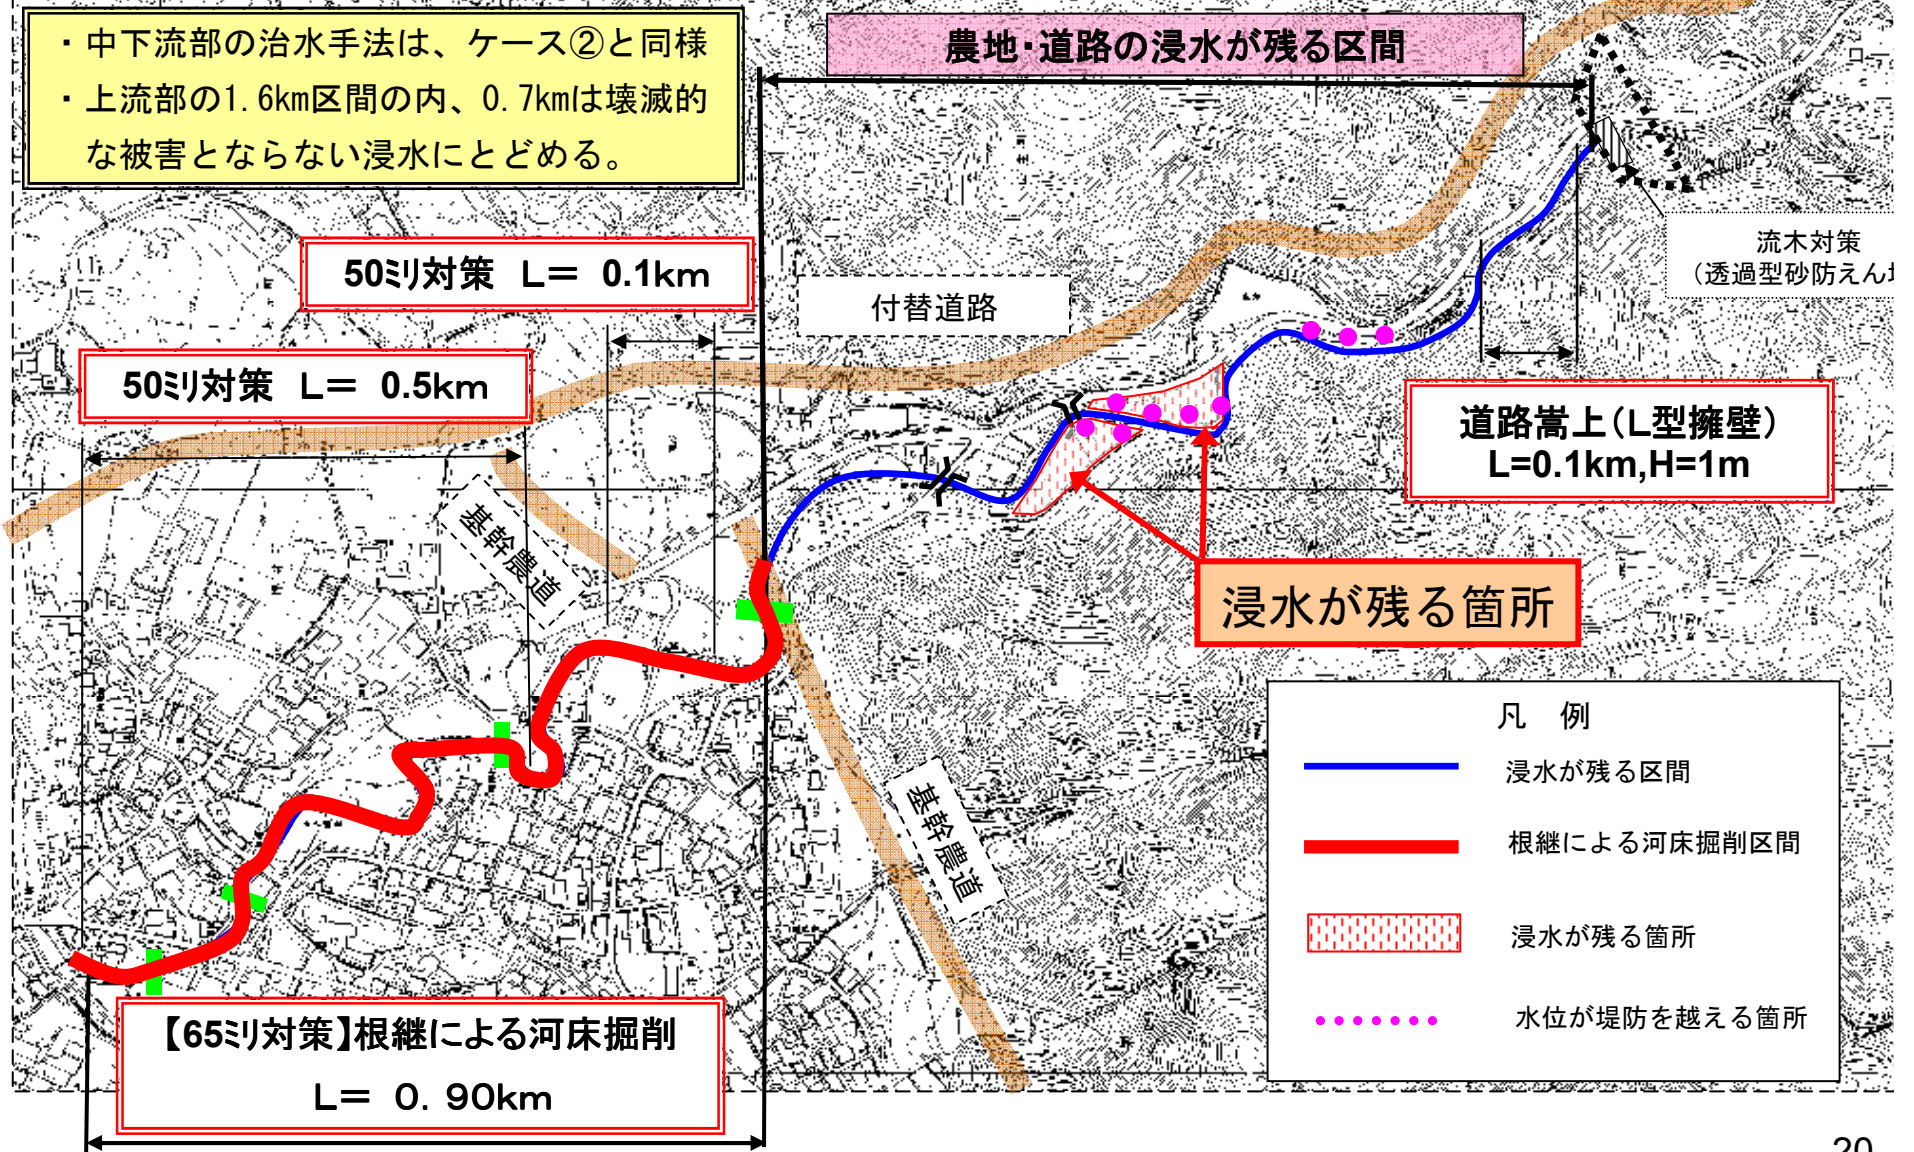 ・中下流部の治水手法は、ケース②と同様
・上流部の1.6km区間の内、0.7kmは壊滅的
な被害とならない浸水にとどめる。
農地・道路の浸水が残る区間
流木対策
（透過型砂防えん
50ミリ対策 L＝ 0.1km
付替道路
50ミリ対策 L＝ 0.5km
道路嵩上（L型擁壁）
L=0.1km,H=1m
基幹農道
浸水が残る箇所
基幹農道
凡 例
浸水が残る区間
根継による河床掘削区間
浸水が残る箇所
水位が堤防を越える箇所
【65ミリ対策】根継による河床掘削
L＝ 0．90km
20